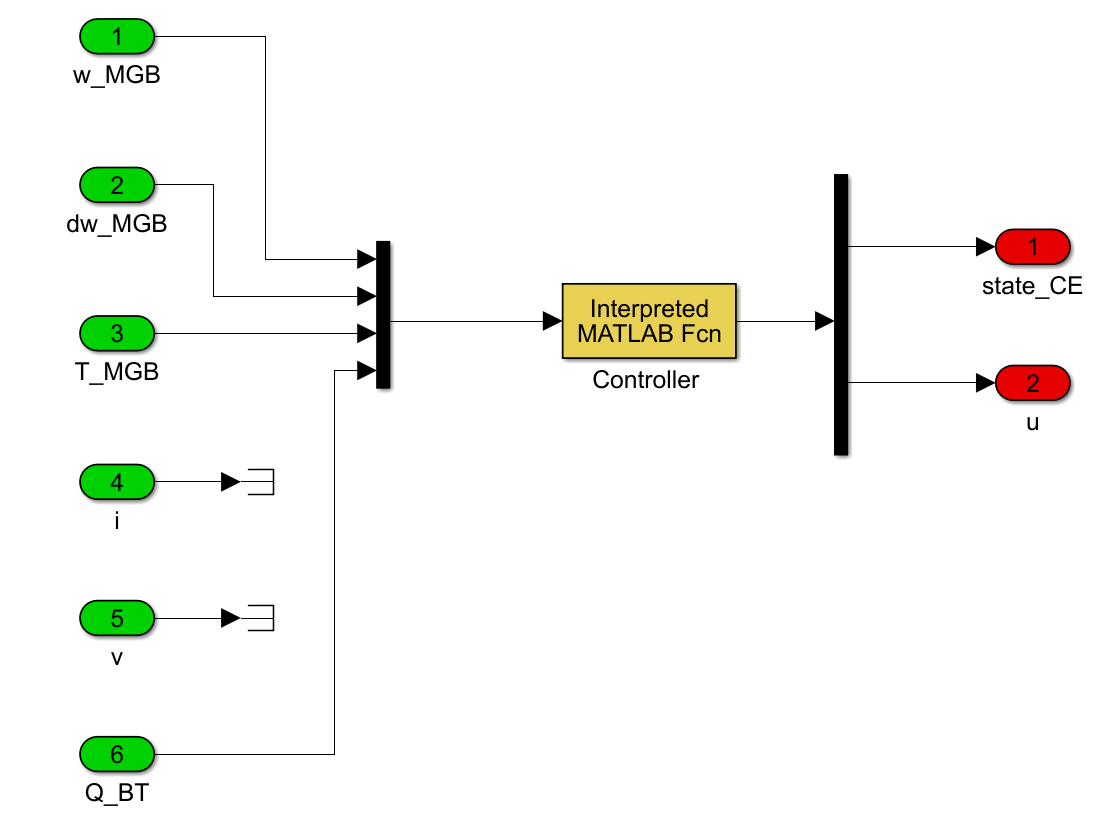 1
w_MGB
2
dw_MGB
3
T_MGB
4
i
5
v
6
Q_BT
Interpreted
MATLAB Fcn
Controller
1
state_CE
2
u